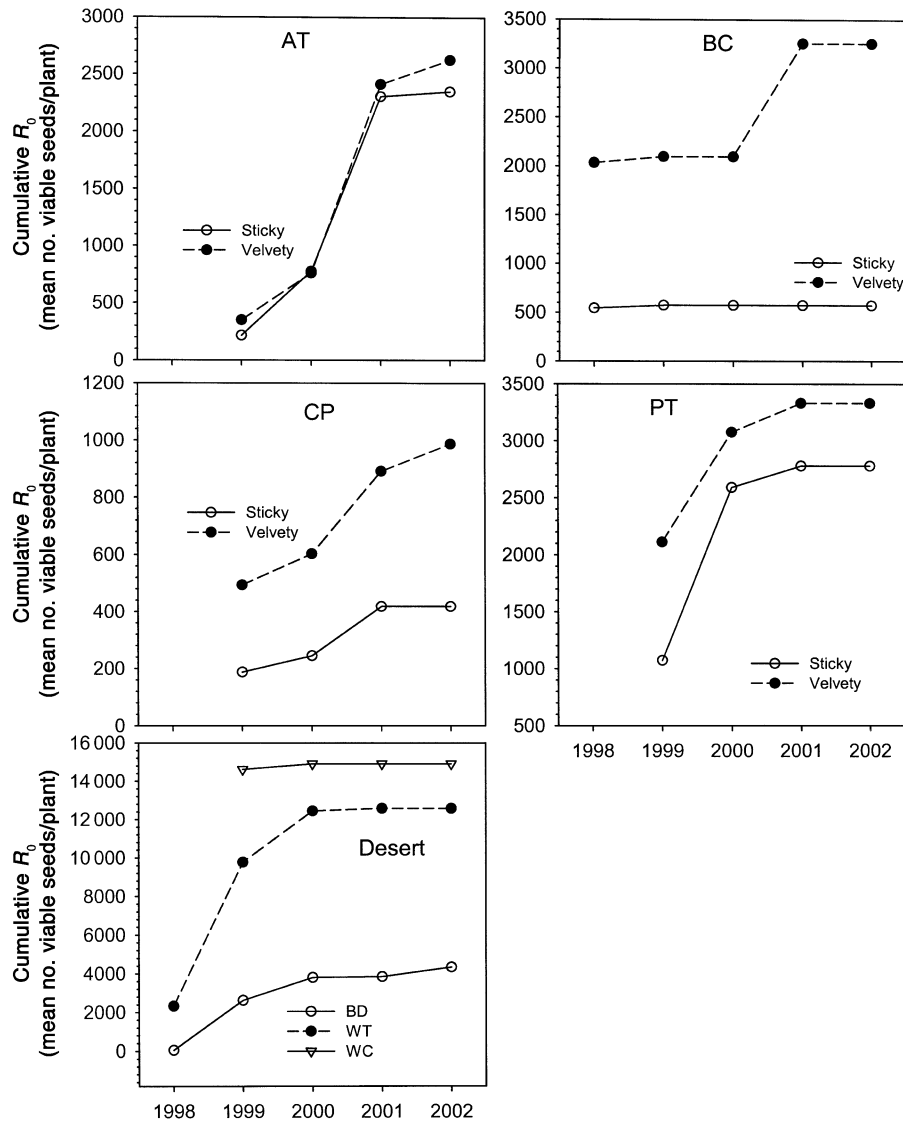 AT
Cumulative R0
(mean no. viable seeds/plant)
3000
2500
2000
1500
1000
500
0
Sticky
Velvety
BC
3500
3000
2500
2000
1500
1000
500
0
Sticky
Velvety
CP
Cumulative R0
(mean no. viable seeds/plant)
1200
1000
800
600
400
200
0
Sticky
Velvety
PT
3500
3000
2500
2000
1500
1000
500
Sticky
Velvety
1998 1999 2000 2001 2002
Desert
Cumulative R0
(mean no. viable seeds/plant)
16 000
14 000
12 000
10 000
8000
6000
4000
2000
0
BD
WT
WC
1998 1999 2000 2001 2002